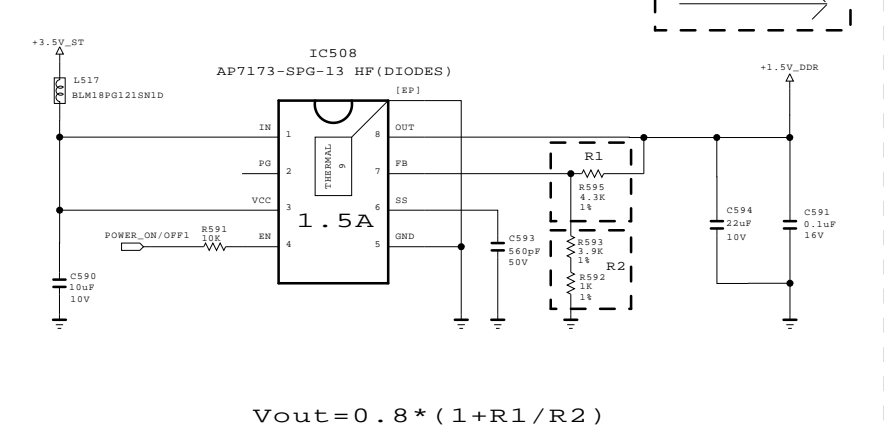 +3.5V_ST
L517
BLM18PG121SN1D
IC508
AP7173-SPG-13 HF(DIODES)
[EP]
+1.5V_DDR
IN
1
8
OUT
PG
2
7
FB
THERMAL
9
VCC
3
6
SS
1.5A
POWER_ON/OFF1
R591
10K
EN
4
5
GND
R1
R595
4.3K
1%
R593
3.9K
1%
R2
R592
1K
1%
C590
10uF
10V
C593
560pF
50V
C594
22uF
10V
C591
0.1uF
16V
Vout=0.8*(1+R1/R2)